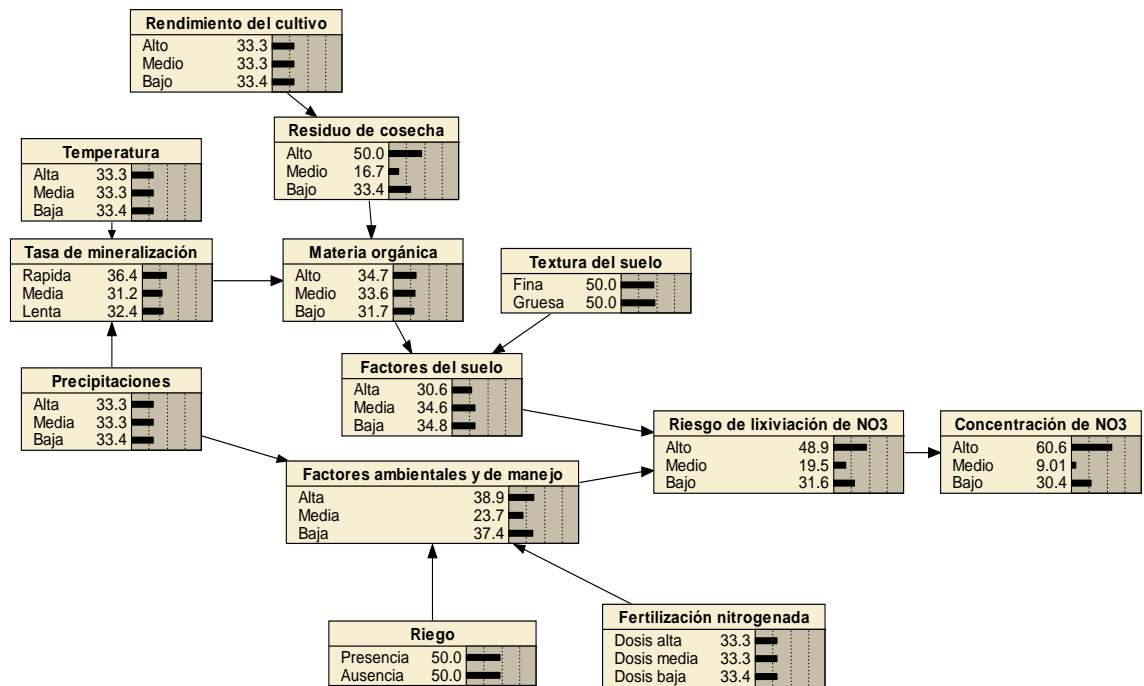 Rendimiento del cultivo
Alto 33.3
Medio 33.3
Bajo 33.4
Residuo de cosecha
Alto 50.0
Medio 16.7
Bajo 33.4
Temperatura
Alta 33.3
Media 33.3
Baja 33.4
Tasa de mineralización
Rapida 36.4
Media 31.2
Lenta 32.4
Materia orgánica
Alto 34.7
Medio 33.6
Bajo 31.7
Textura del suelo
Fina 50.0
Gruesa 50.0
Factores del suelo
Alta 30.6
Media 34.6
Baja 34.8
Precipitaciones
Alta 33.3
Media 33.3
Baja 33.4
Riesgo de lixiviación de NO3
Alto 48.9
Medio 19.5
Bajo 31.6
Concentración de NO3
Alto 60.6
Medio 9.01
Bajo 30.4
Factores ambientales y de manejo
Alta 38.9
Media 23.7
Baja 37.4
Riego
Presencia 50.0
Ausencia 50.0
Fertilización nitrogenada
Dosis alta 33.3
Dosis media 33.3
Dosis baja 33.4